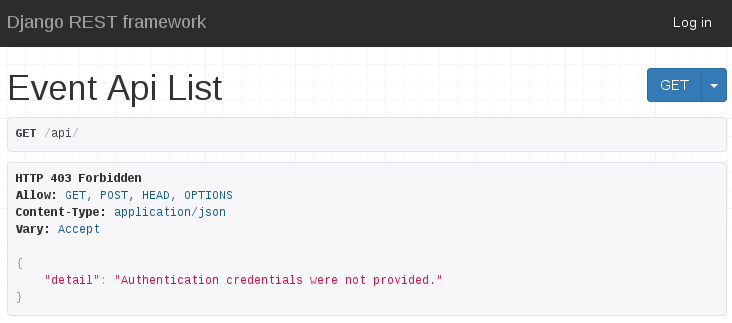 Django REST framework
Log in
Event Api List
GET
GET /api/
HTTP 403 Forbidden
Allow: GET, POST, HEAD, OPTIONS
Content-Type: application/json
Vary: Accept
{
    "detail": "Authentication credentials were not provided."
}